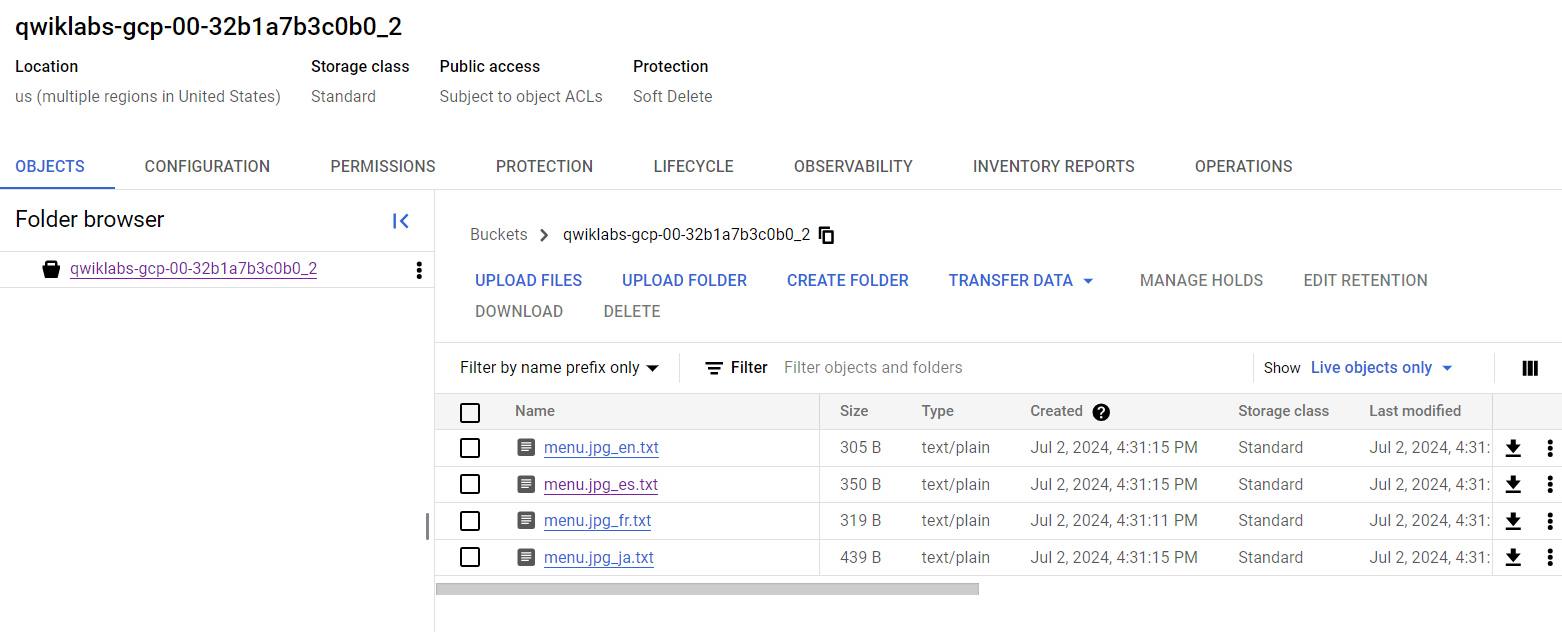 qwiklabs-gcp-00-32b1a7b3c0b0_2
Location Storage class Public access Protection
us (multiple regions in United States) Standard Subject to object ACLs Soft Delete
OBJECTS CONFIGURATION PERMISSIONS PROTECTION LIFECYCLE OBSERVABILITY INVENTORY REPORTS OPERATIONS
Folder browser
qwiklabs-gcp-00-32b1a7b3c0b0_2
Buckets qwiklabs-gcp-00-32b1a7b3c0b0_2
UPLOAD FILES UPLOAD FOLDER CREATE FOLDER TRANSFER DATA MANAGE HOLDS EDIT RETENTION
DOWNLOAD DELETE
Filter by name prefix only Filter Filter objects and folders Show Live objects only
Name Size Type Created Storage class Last modified
menu.jpg_en.txt 305 B text/plain Jul 2, 2024, 4:31:15 PM Standard Jul 2, 2024, 4:31:
menu.jpg_es.txt 350 B text/plain Jul 2, 2024, 4:31:15 PM Standard Jul 2, 2024, 4:31:
menu.jpg_fr.txt 319 B text/plain Jul 2, 2024, 4:31:11 PM Standard Jul 2, 2024, 4:31:
menu.jpg_ja.txt 439 B text/plain Jul 2, 2024, 4:31:15 PM Standard Jul 2, 2024, 4:31: